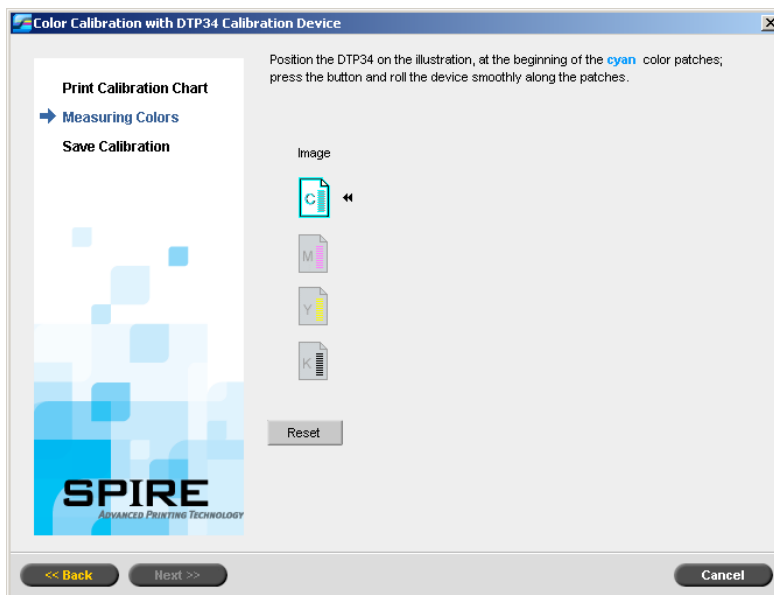 Color Calibration with DTP34 Calibration Device
Position the DTP34 on the illustration, at the beginning of the cyan color patches;
press the button and roll the device smoothly along the patches.
Print Calibration Chart
Measuring Colors
Save Calibration
Image
C
M
Y
K
Reset
SPIRE
ADVANCED PRINTING TECHNOLOGY
<< Back
Next >>
Cancel